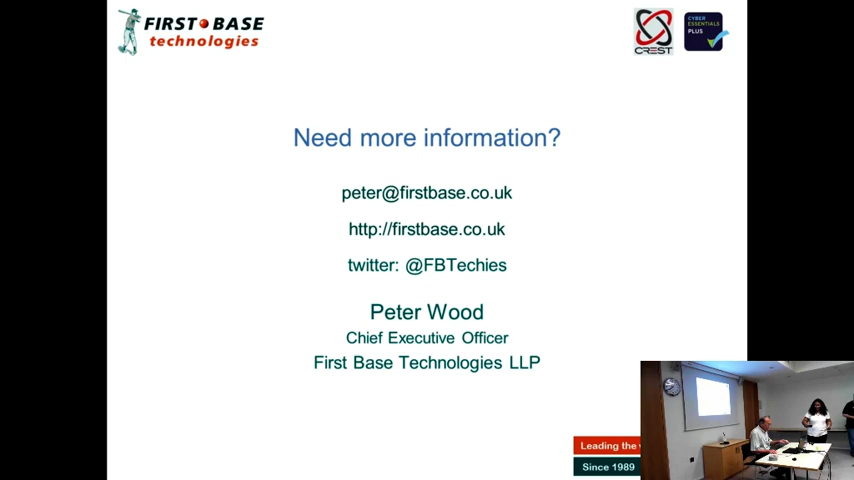 FIRST BASE
technologies
CREST
CYBER
ESSENTIALS
PLUS
Need more information?
peter@firstbase.co.uk
http://firstbase.co.uk
twitter: @FBTechies
Peter Wood
Chief Executive Officer
First Base Technologies LLP
Leading the
Since 1989